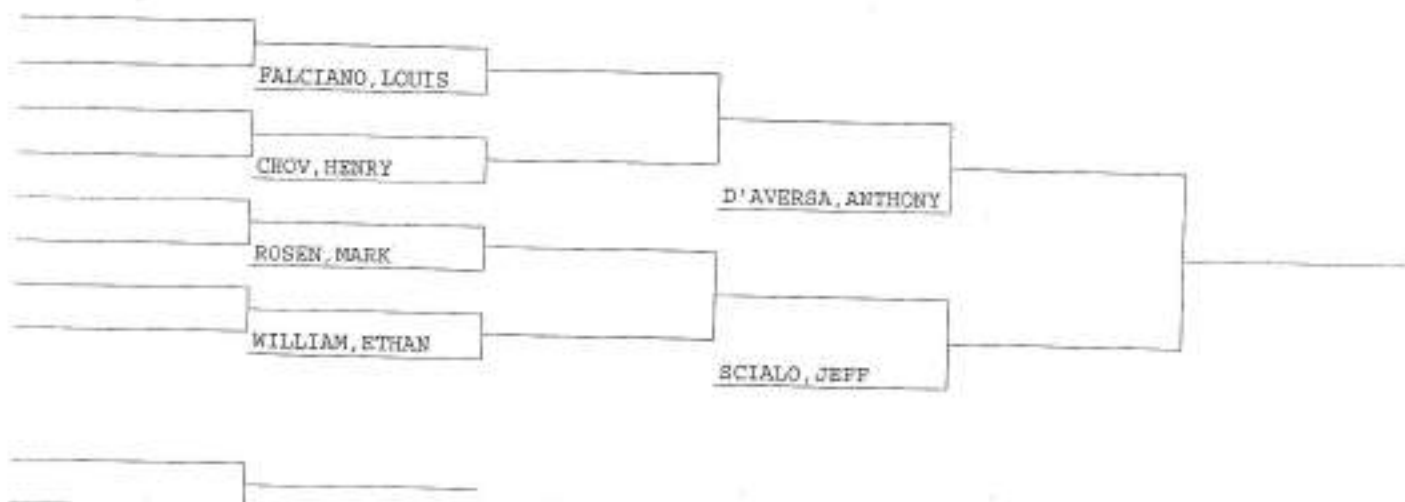 FALCIANO,LOUIS
CHOV,HENRY
D'AVERSA,ANTHONY
ROSEN,MARK
WILLIAM,ETHAN
SCIALO,JEFF